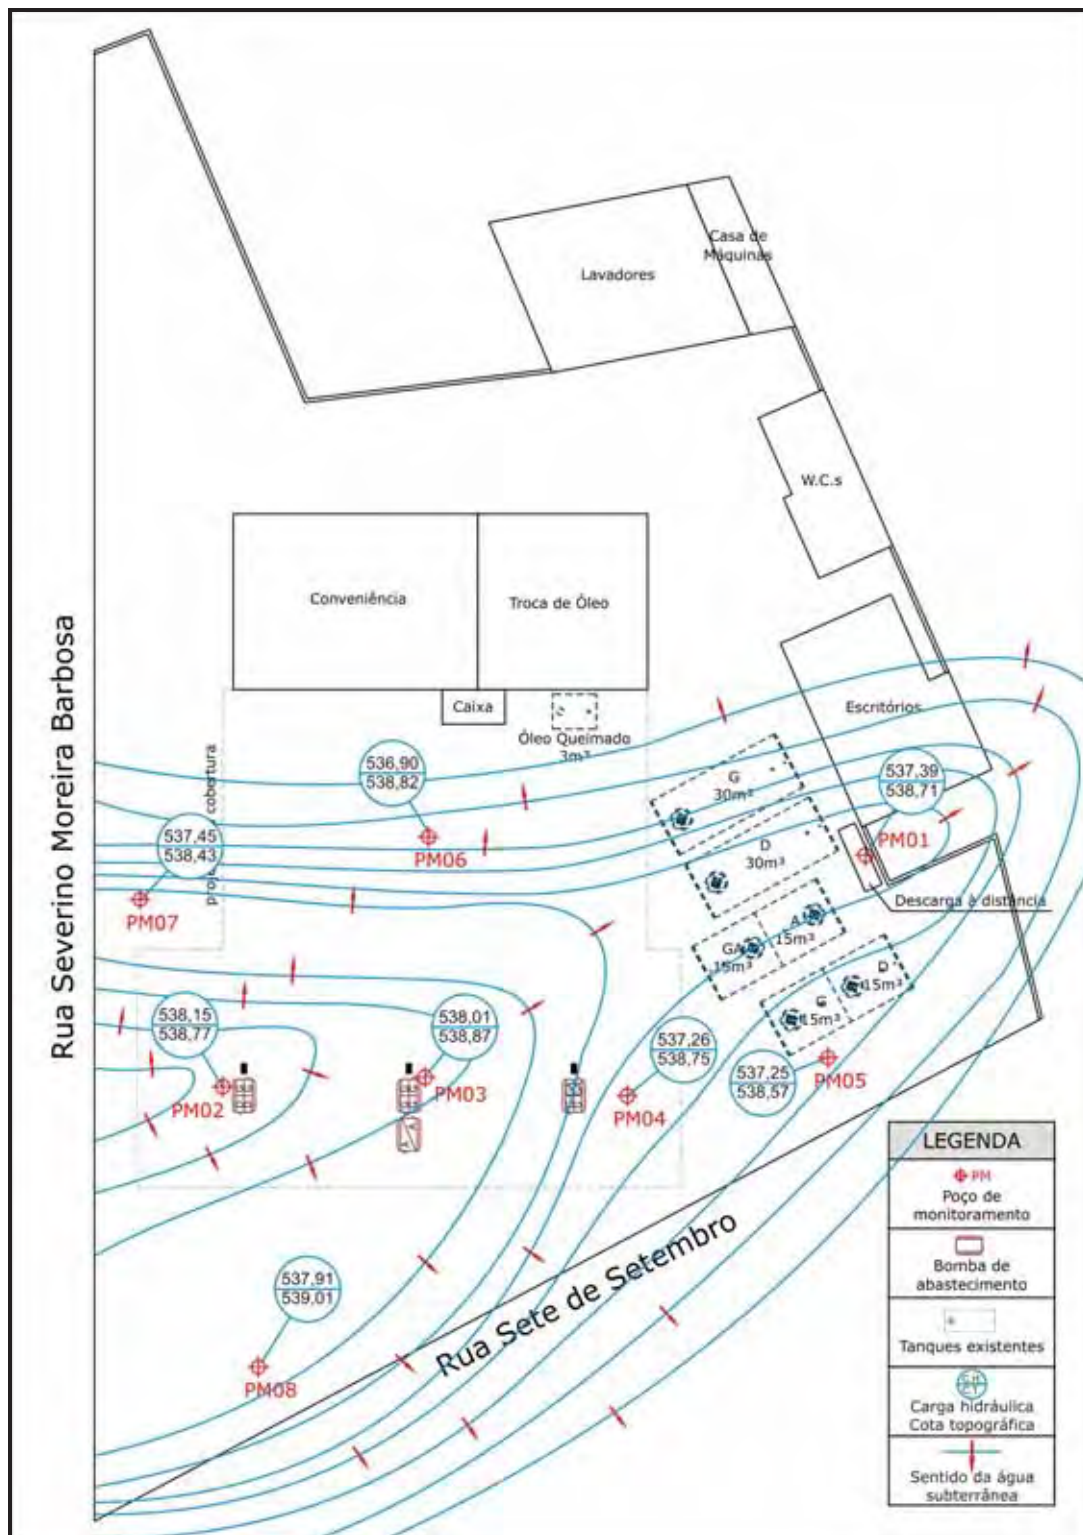 Casa de
Máquinas
Lavadores
W.C.s
Conveniência
Troca de Óleo
Caixa
Óleo Queimado
3m³
Escritórios
Rua Severino Moreira Barbosa
cobertura
536,90
538,82
PM06
537,45
538,43
PM07
G
30m³
D
30m³
537,39
538,71
PM01
Descarga à distância
A
15m³
GA
15m³
D
15m³
G
15m³
538,15
538,77
PM02
538,01
538,87
PM03
537,26
538,75
PM04
537,25
538,57
PM05
537,91
539,01
PM08
Rua Sete de Setembro
LEGENDA
PM
Poço de
monitoramento
Bomba de
abastecimento
Tanques existentes
Carga hidráulica
Cota topográfica
Sentido da água
subterrânea